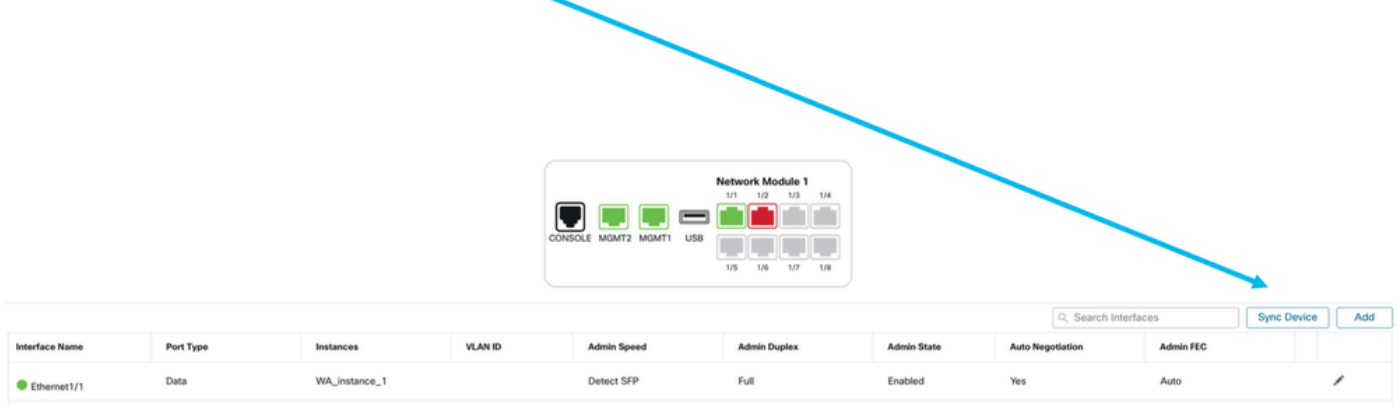 Network Module 1
1/1 1/2 1/3 1/4
CONSOLE MGMT2 MGMT1 USB
1/5 1/6 1/7 1/8
Search Interfaces Sync Device Add
Interface Name Port Type Instances VLAN ID Admin Speed Admin Duplex Admin State Auto Negotiation Admin FEC
Ethernet1/1 Data WA_instance_1 Detect SFP Full Enabled Yes Auto